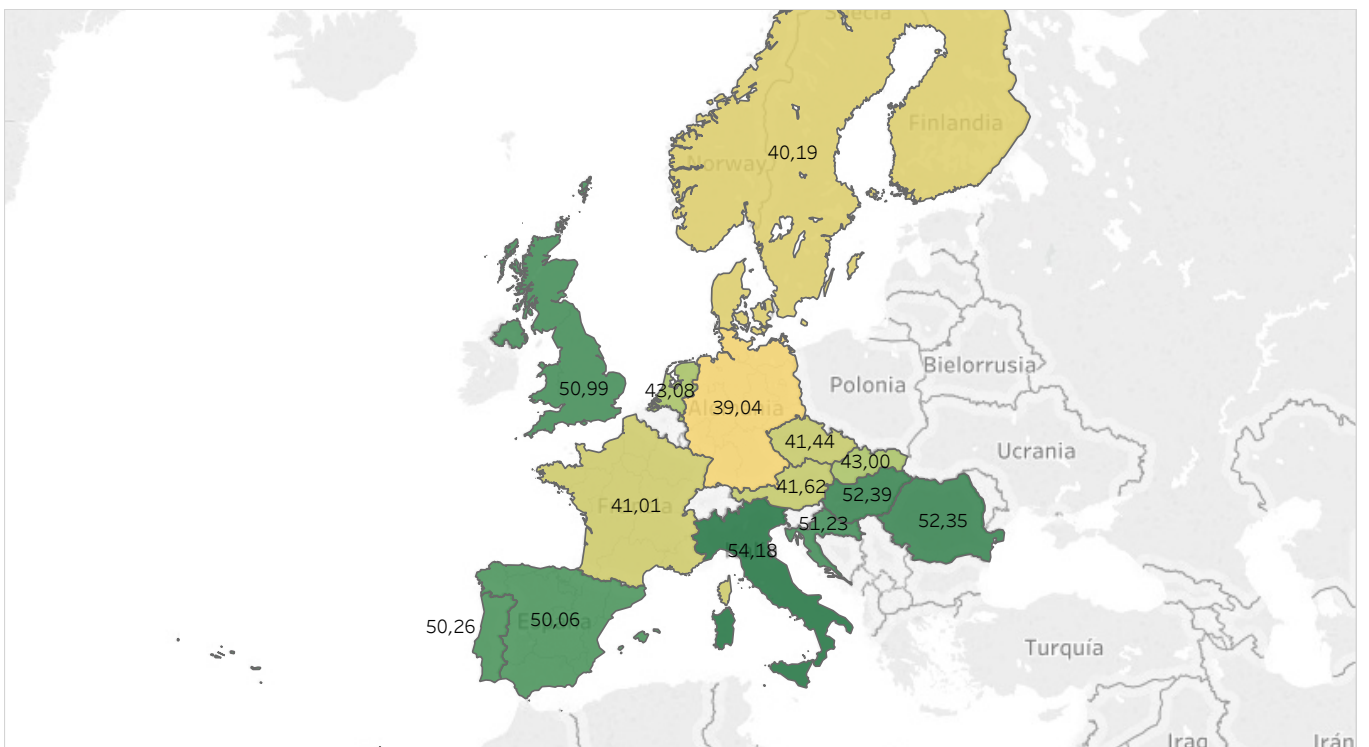 Suecia
Finlandia
40,19
Norway
Bielorrusia
50,99
43,08
Polonia
39,04
Alemania
41,44
Ucrania
43,00
41,62
52,39
41,01
Francia
51,23
52,35
54,18
50,26
50,06
España
Turquía
Iraq
Irán